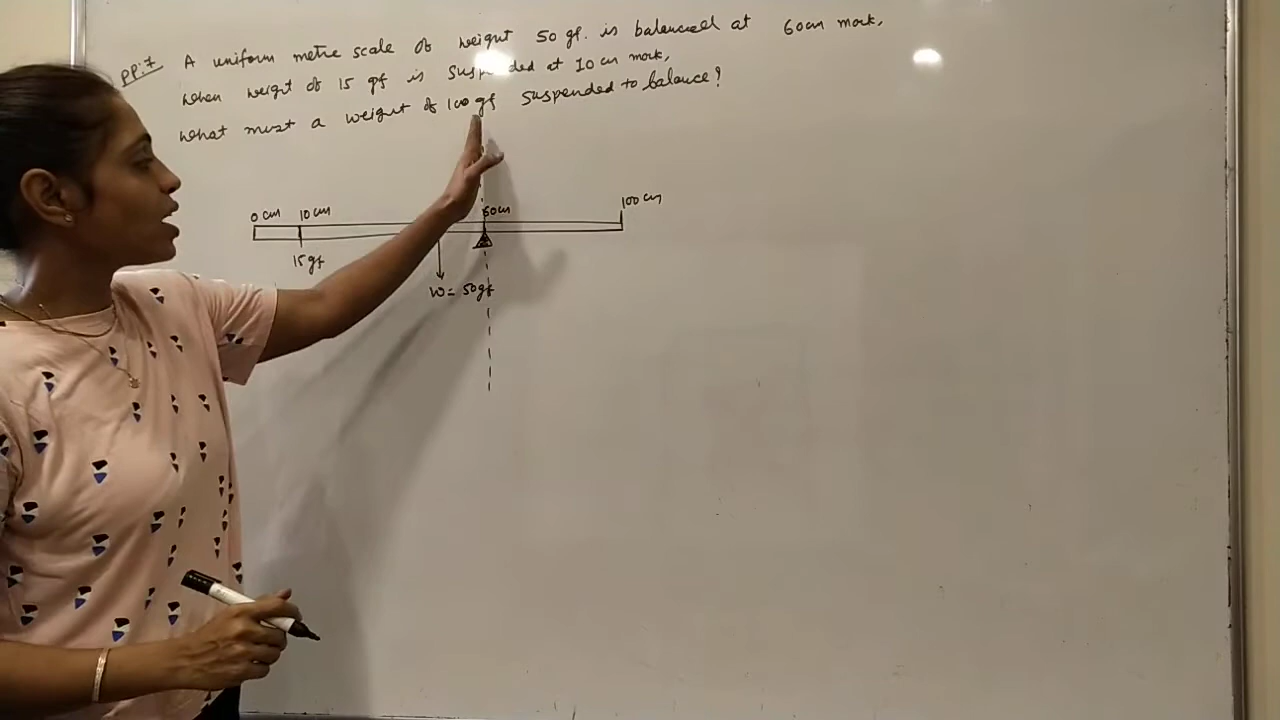 PP:7 A uniform metre scale of weight 50 gf. is balanced at 60cm mark,
when weight of 15 gf is suspended at 10 cm mark,
what must a weight of 100 gf suspended to balance?
0 cm 10 cm 60cm 100 cm
15gf
W = 50gf